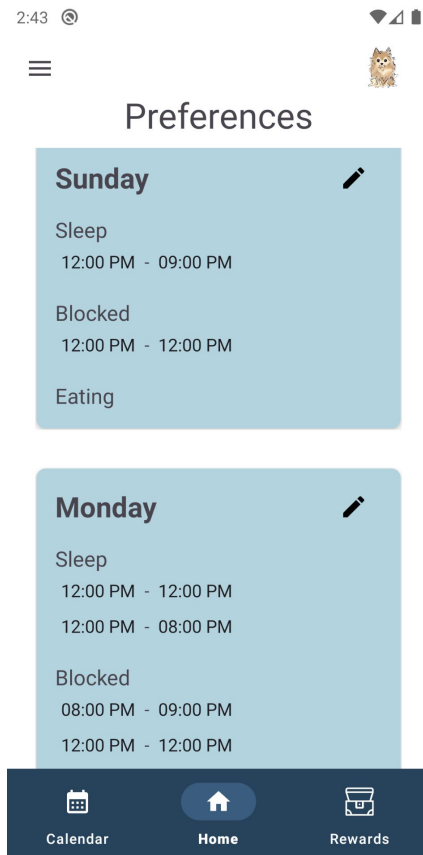 2:43
Preferences
Sunday
Sleep
12:00 PM - 09:00 PM
Blocked
12:00 PM - 12:00 PM
Eating
Monday
Sleep
12:00 PM - 12:00 PM
12:00 PM - 08:00 PM
Blocked
08:00 PM - 09:00 PM
12:00 PM - 12:00 PM
Calendar
Home
Rewards